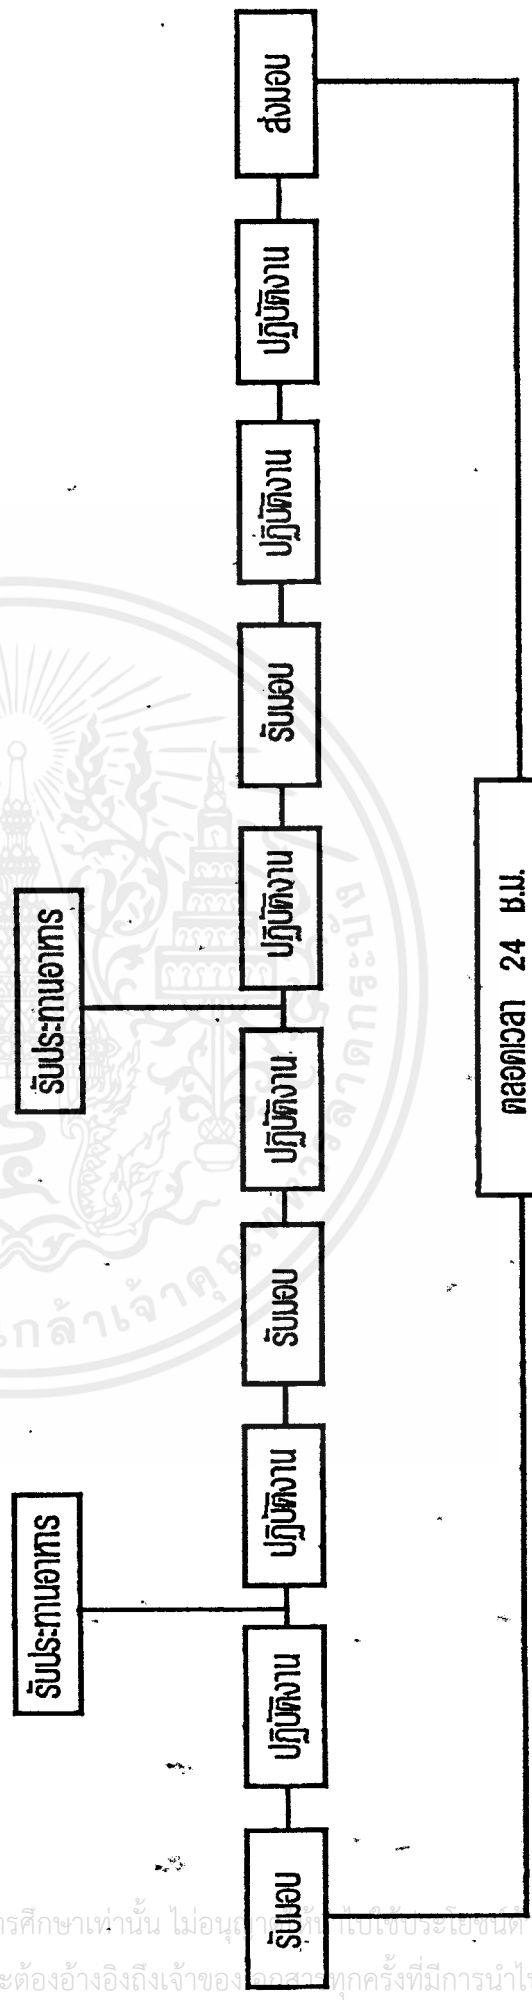 รับประทานอาหาร
รับประทานอาหาร
รับมอบ
ปฏิบัติงาน
ปฏิบัติงาน
รับมอบ
ปฏิบัติงาน
ปฏิบัติงาน
รับมอบ
ปฏิบัติงาน
ปฏิบัติงาน
ส่งมอบ
ตลอดเวลา 24 ช.ม.